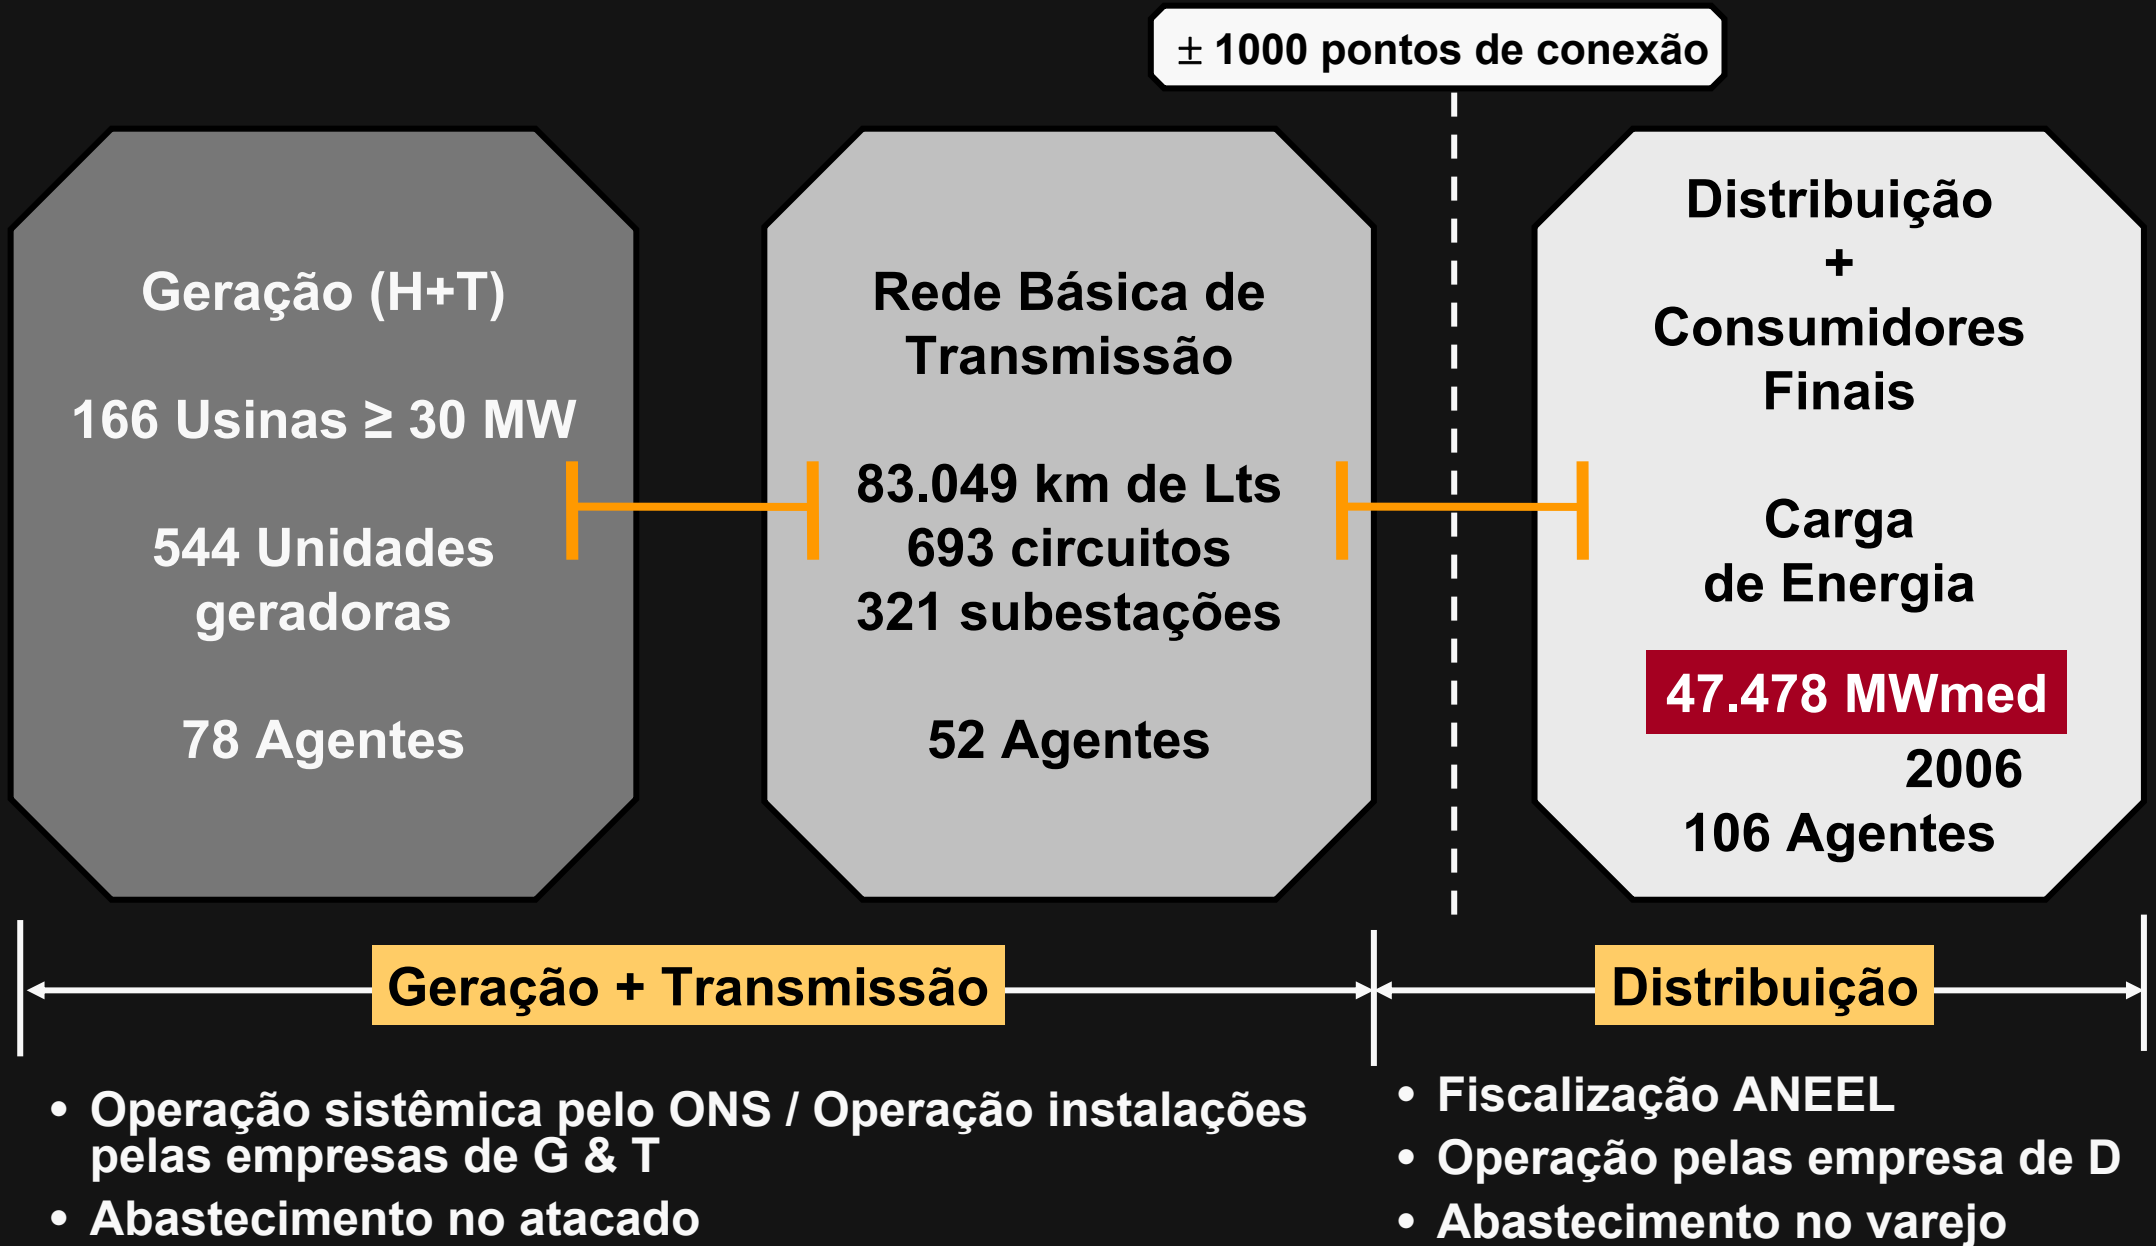 ± 1000 pontos de conexão
Geração (H+T)
166 Usinas ≥ 30 MW
544 Unidades
geradoras
78 Agentes
Rede Básica de
Transmissão
83.049 km de Lts
693 circuitos
321 subestações
52 Agentes
Distribuição
+
Consumidores
Finais
Carga
de Energia
47.478 MWmed
2006
106 Agentes
Geração + Transmissão
Distribuição
• Operação sistêmica pelo ONS / Operação instalações
pelas empresas de G & T
• Abastecimento no atacado
• Fiscalização ANEEL
• Operação pelas empresa de D
• Abastecimento no varejo